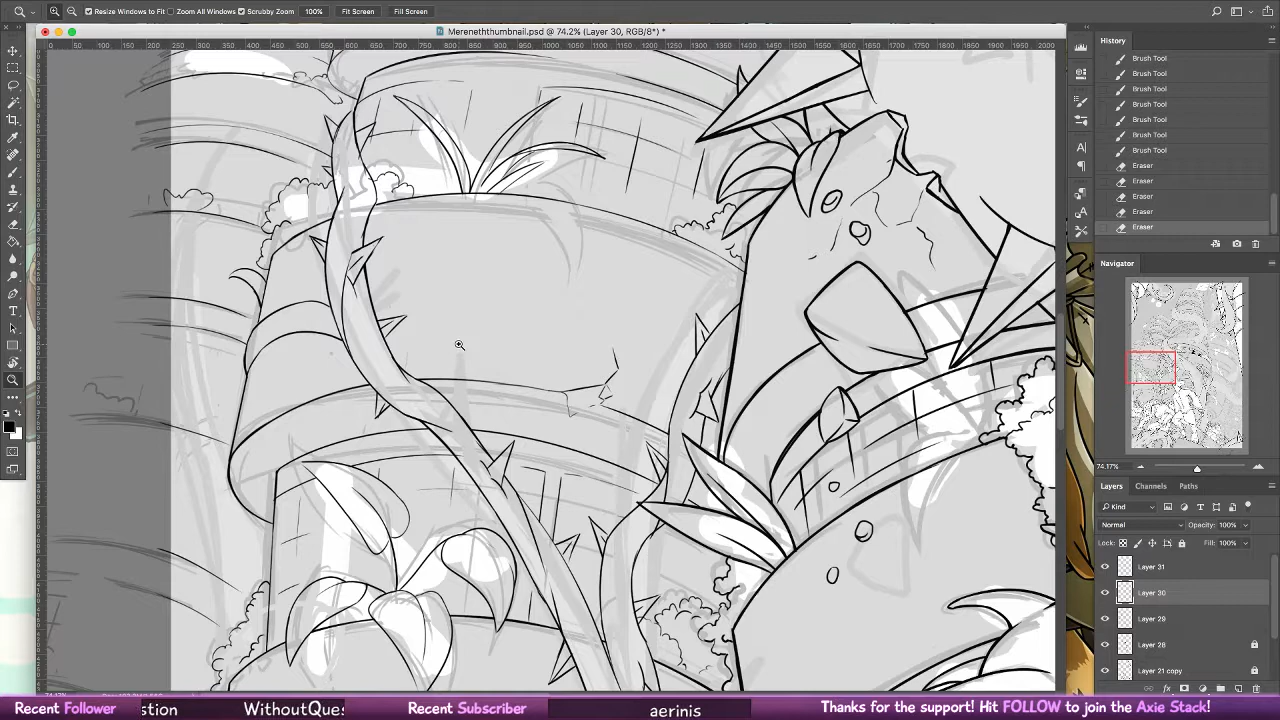 Resize Windows to Fit Zoom All Windows Scrubby Zoom 100% Fit Screen Fill Screen
Mereneththumbnail.psd @ 74.2% (Layer 30, RGB/8*) *
History
Brush Tool
Brush Tool
Brush Tool
Brush Tool
Brush Tool
Brush Tool
Brush Tool
Eraser
Eraser
Eraser
Eraser
Eraser
Navigator
74.17%
Layers Channels Paths
Kind
Normal Opacity: 100%
Lock: Fill: 100%
Layer 31
Layer 30
Layer 29
Layer 28
Layer 21 copy
Recent Follower stion WithoutQues Recent Subscriber aerinis Thanks for the support! Hit FOLLOW to join the Axie Stack!